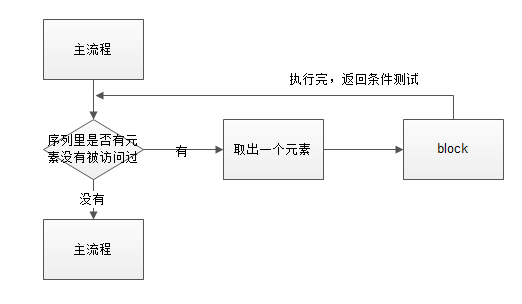 主流程
执行完，返回条件测试
序列里是否有元
素没有被访问过
有
取出一个元素
block
没有
主流程